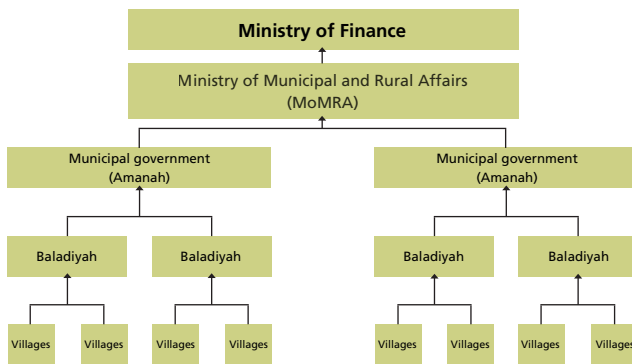 Ministry of Finance
Ministry of Municipal and Rural Affairs
(MoMRA)
Municipal government
(Amanah)
Municipal government
(Amanah)
Baladiyah
Baladiyah
Baladiyah
Baladiyah
Villages
Villages
Villages
Villages
Villages
Villages
Villages
Villages